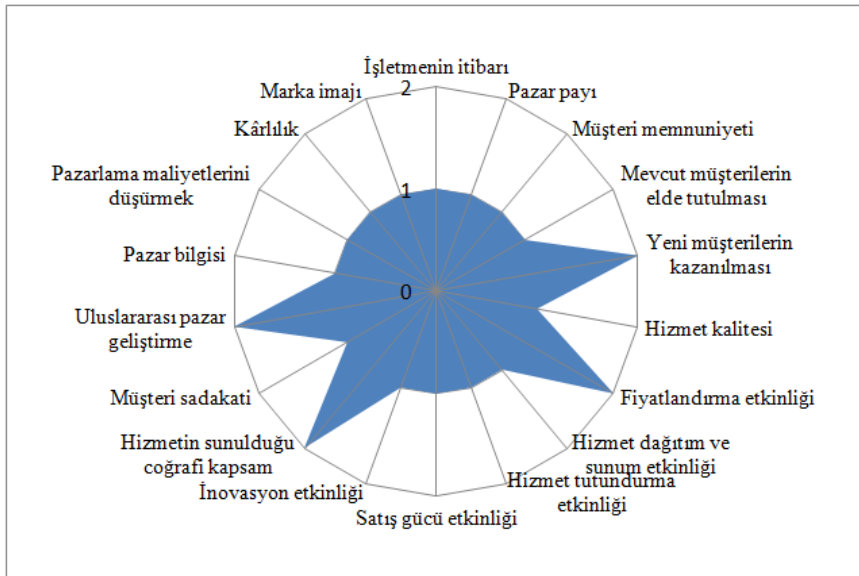 İşletmenin itibarı
2
Pazar payı
Müşteri memnuniyeti
Mevcut müşterilerin
elde tutulması
Yeni müşterilerin
kazanılması
Hizmet kalitesi
Fiyatlandırma etkinliği
Hizmet dağıtım ve
sunum etkinliği
Hizmet tutundurma
etkinliği
Satış gücü etkinliği
İnovasyon etkinliği
Hizmetin sunulduğu
coğrafi kapsam
Müşteri sadakati
Uluslararası pazar
geliştirme
Pazar bilgisi
Pazarlama maliyetlerini
düşürmek
Kârlılık
Marka imajı
1
0